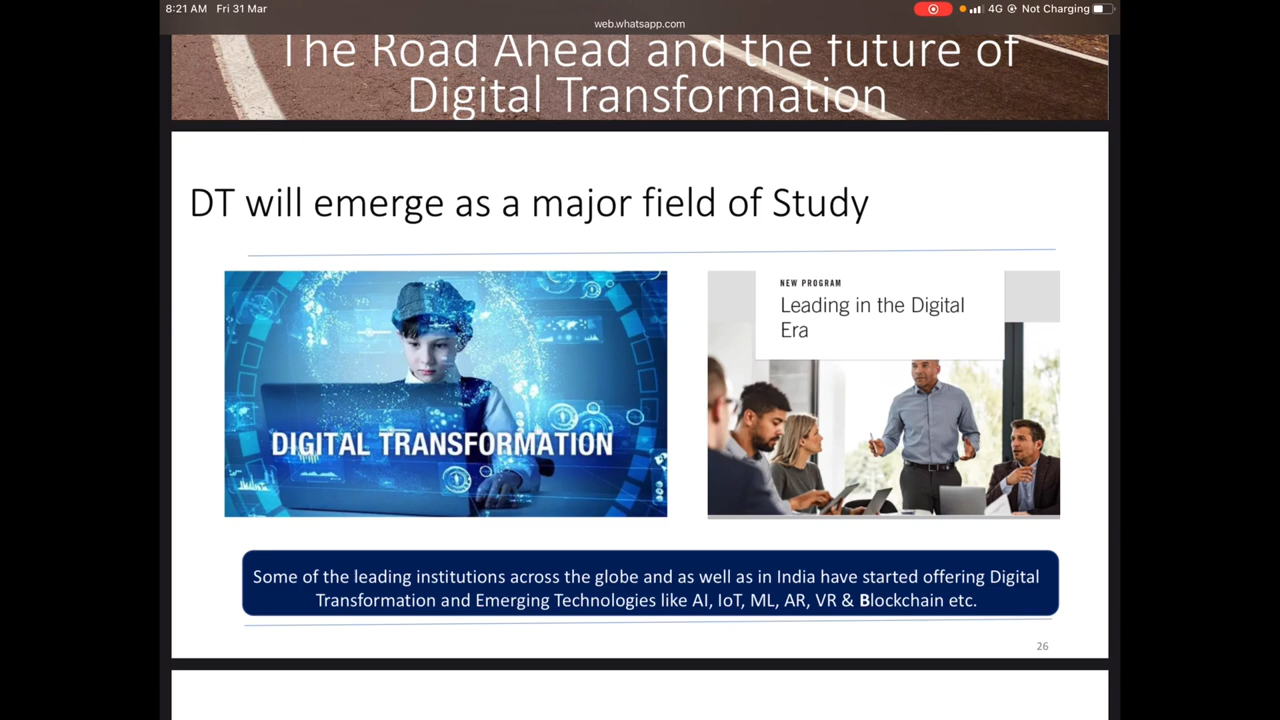 8:21 AM Fri 31 Mar
4G Not Charging
web.whatsapp.com
The Road Ahead and the future of
Digital Transformation
DT will emerge as a major field of Study
DIGITAL TRANSFORMATION
NEW PROGRAM
Leading in the Digital
Era
Some of the leading institutions across the globe and as well as in India have started offering Digital
Transformation and Emerging Technologies like AI, IoT, ML, AR, VR & Blockchain etc.
26